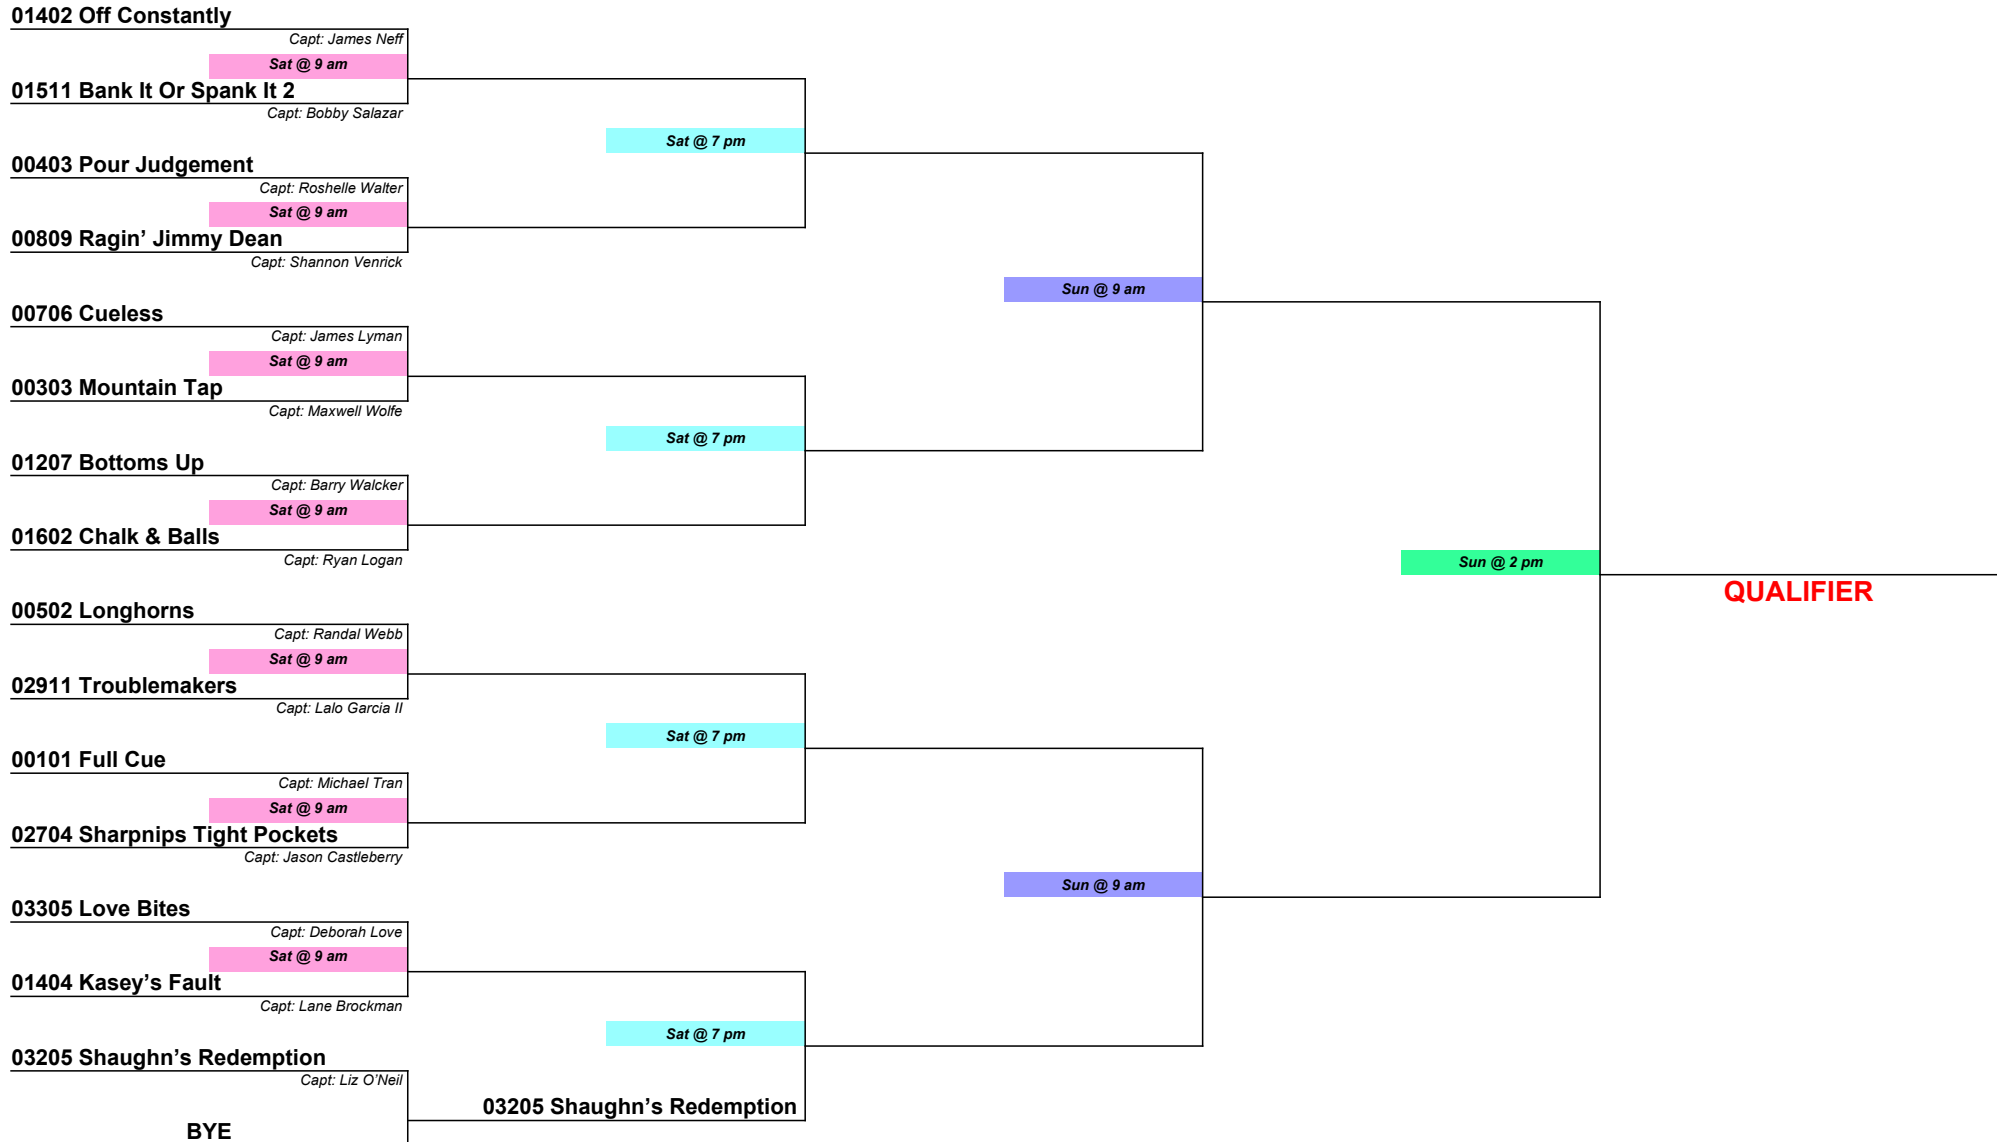 01402 Off Constantly
Capt: James Neff
Sat @ 9 am
01511 Bank It Or Spank It 2
Capt: Bobby Salazar
Sat @ 7 pm
00403 Pour Judgement
Capt: Roshelle Walter
Sat @ 9 am
00809 Ragin’ Jimmy Dean
Capt: Shannon Venrick
Sun @ 9 am
00706 Cueless
Capt: James Lyman
Sat @ 9 am
00303 Mountain Tap
Capt: Maxwell Wolfe
Sat @ 7 pm
01207 Bottoms Up
Capt: Barry Walcker
Sat @ 9 am
01602 Chalk & Balls
Capt: Ryan Logan
Sun @ 2 pm
QUALIFIER
00502 Longhorns
Capt: Randal Webb
Sat @ 9 am
02911 Troublemakers
Capt: Lalo Garcia II
Sat @ 7 pm
00101 Full Cue
Capt: Michael Tran
Sat @ 9 am
02704 Sharpnips Tight Pockets
Capt: Jason Castleberry
Sun @ 9 am
03305 Love Bites
Capt: Deborah Love
Sat @ 9 am
01404 Kasey’s Fault
Capt: Lane Brockman
Sat @ 7 pm
03205 Shaughn’s Redemption
Capt: Liz O’Neil
03205 Shaughn’s Redemption
BYE